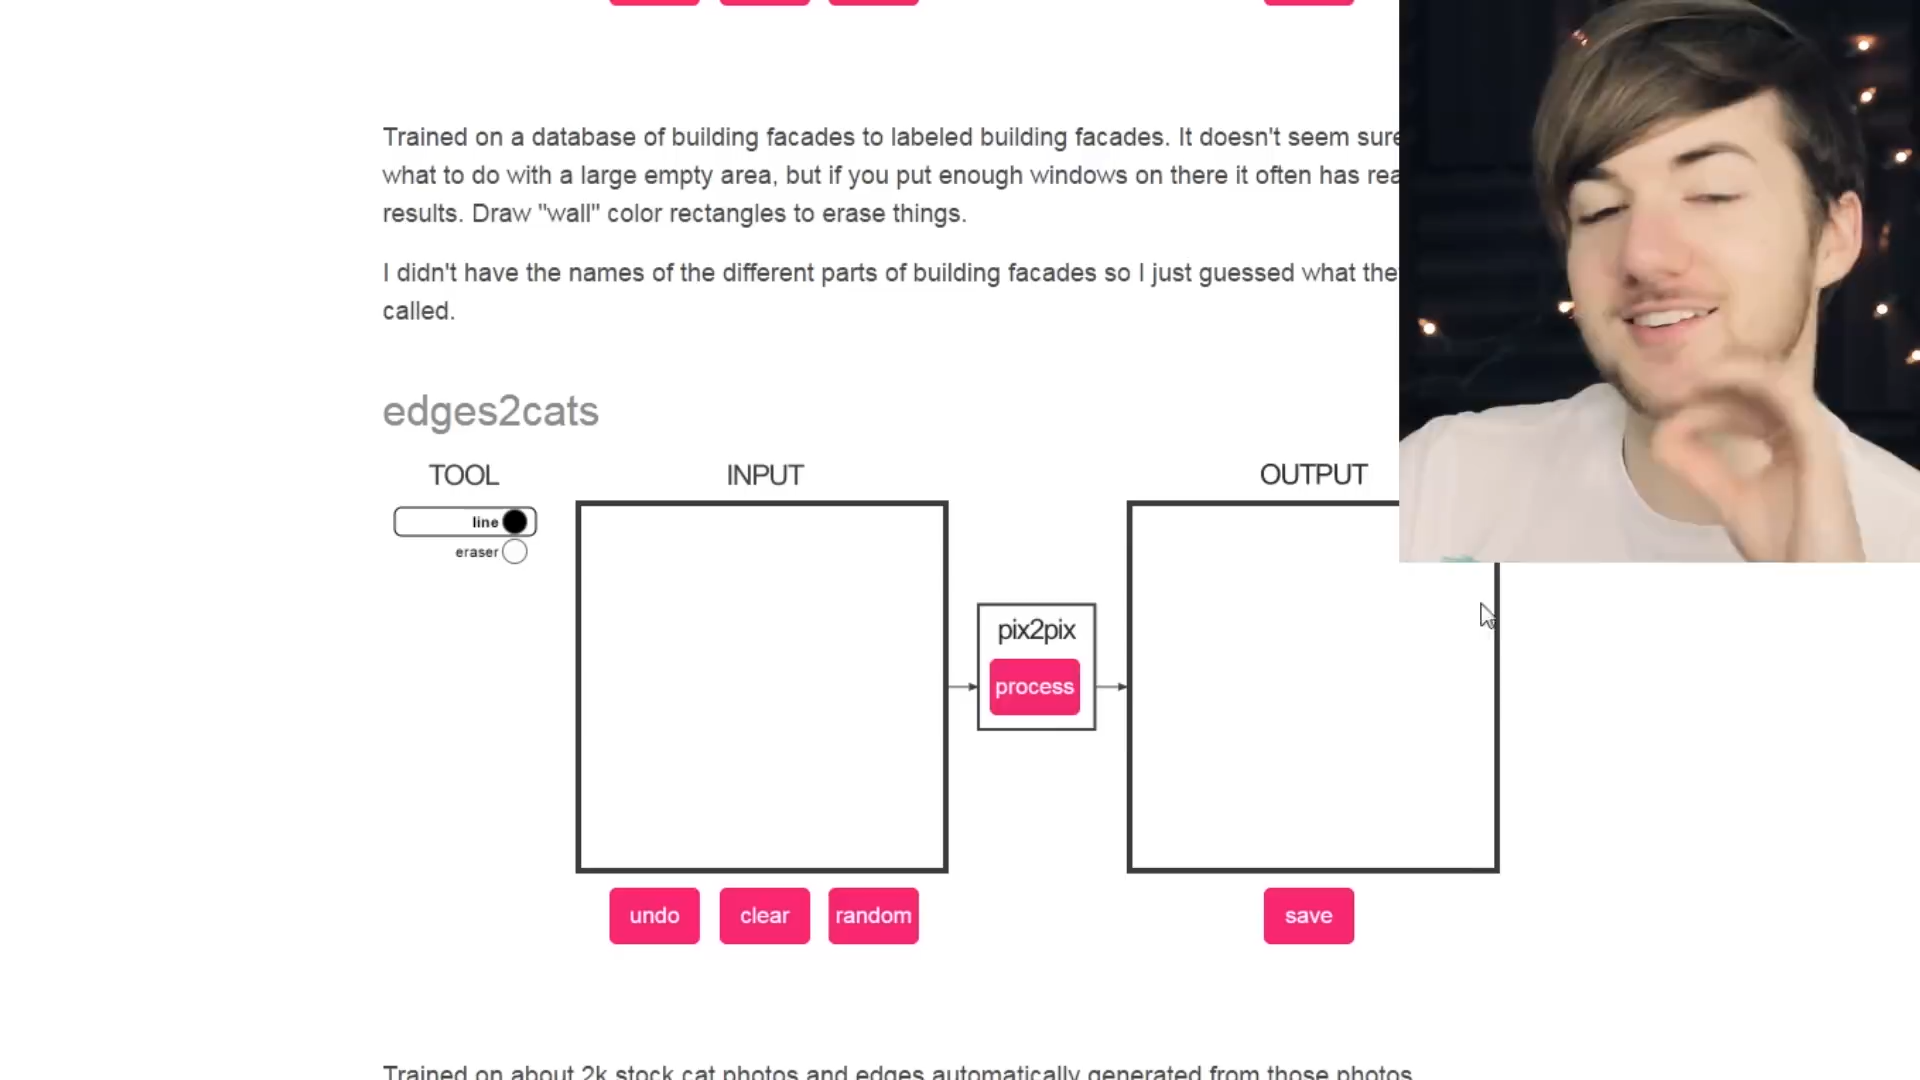 Trained on a database of building facades to labeled building facades. It doesn't seem sure
what to do with a large empty area, but if you put enough windows on there it often has
results. Draw "wall" color rectangles to erase things.
I didn't have the names of the different parts of building facades so I just guessed what
called.
edges2cats
TOOL
INPUT
OUTPUT
line
eraser
pix2pix
process
undo
clear
random
save
Trained on about 2k stock cat photos and edges automatically generated from those photos